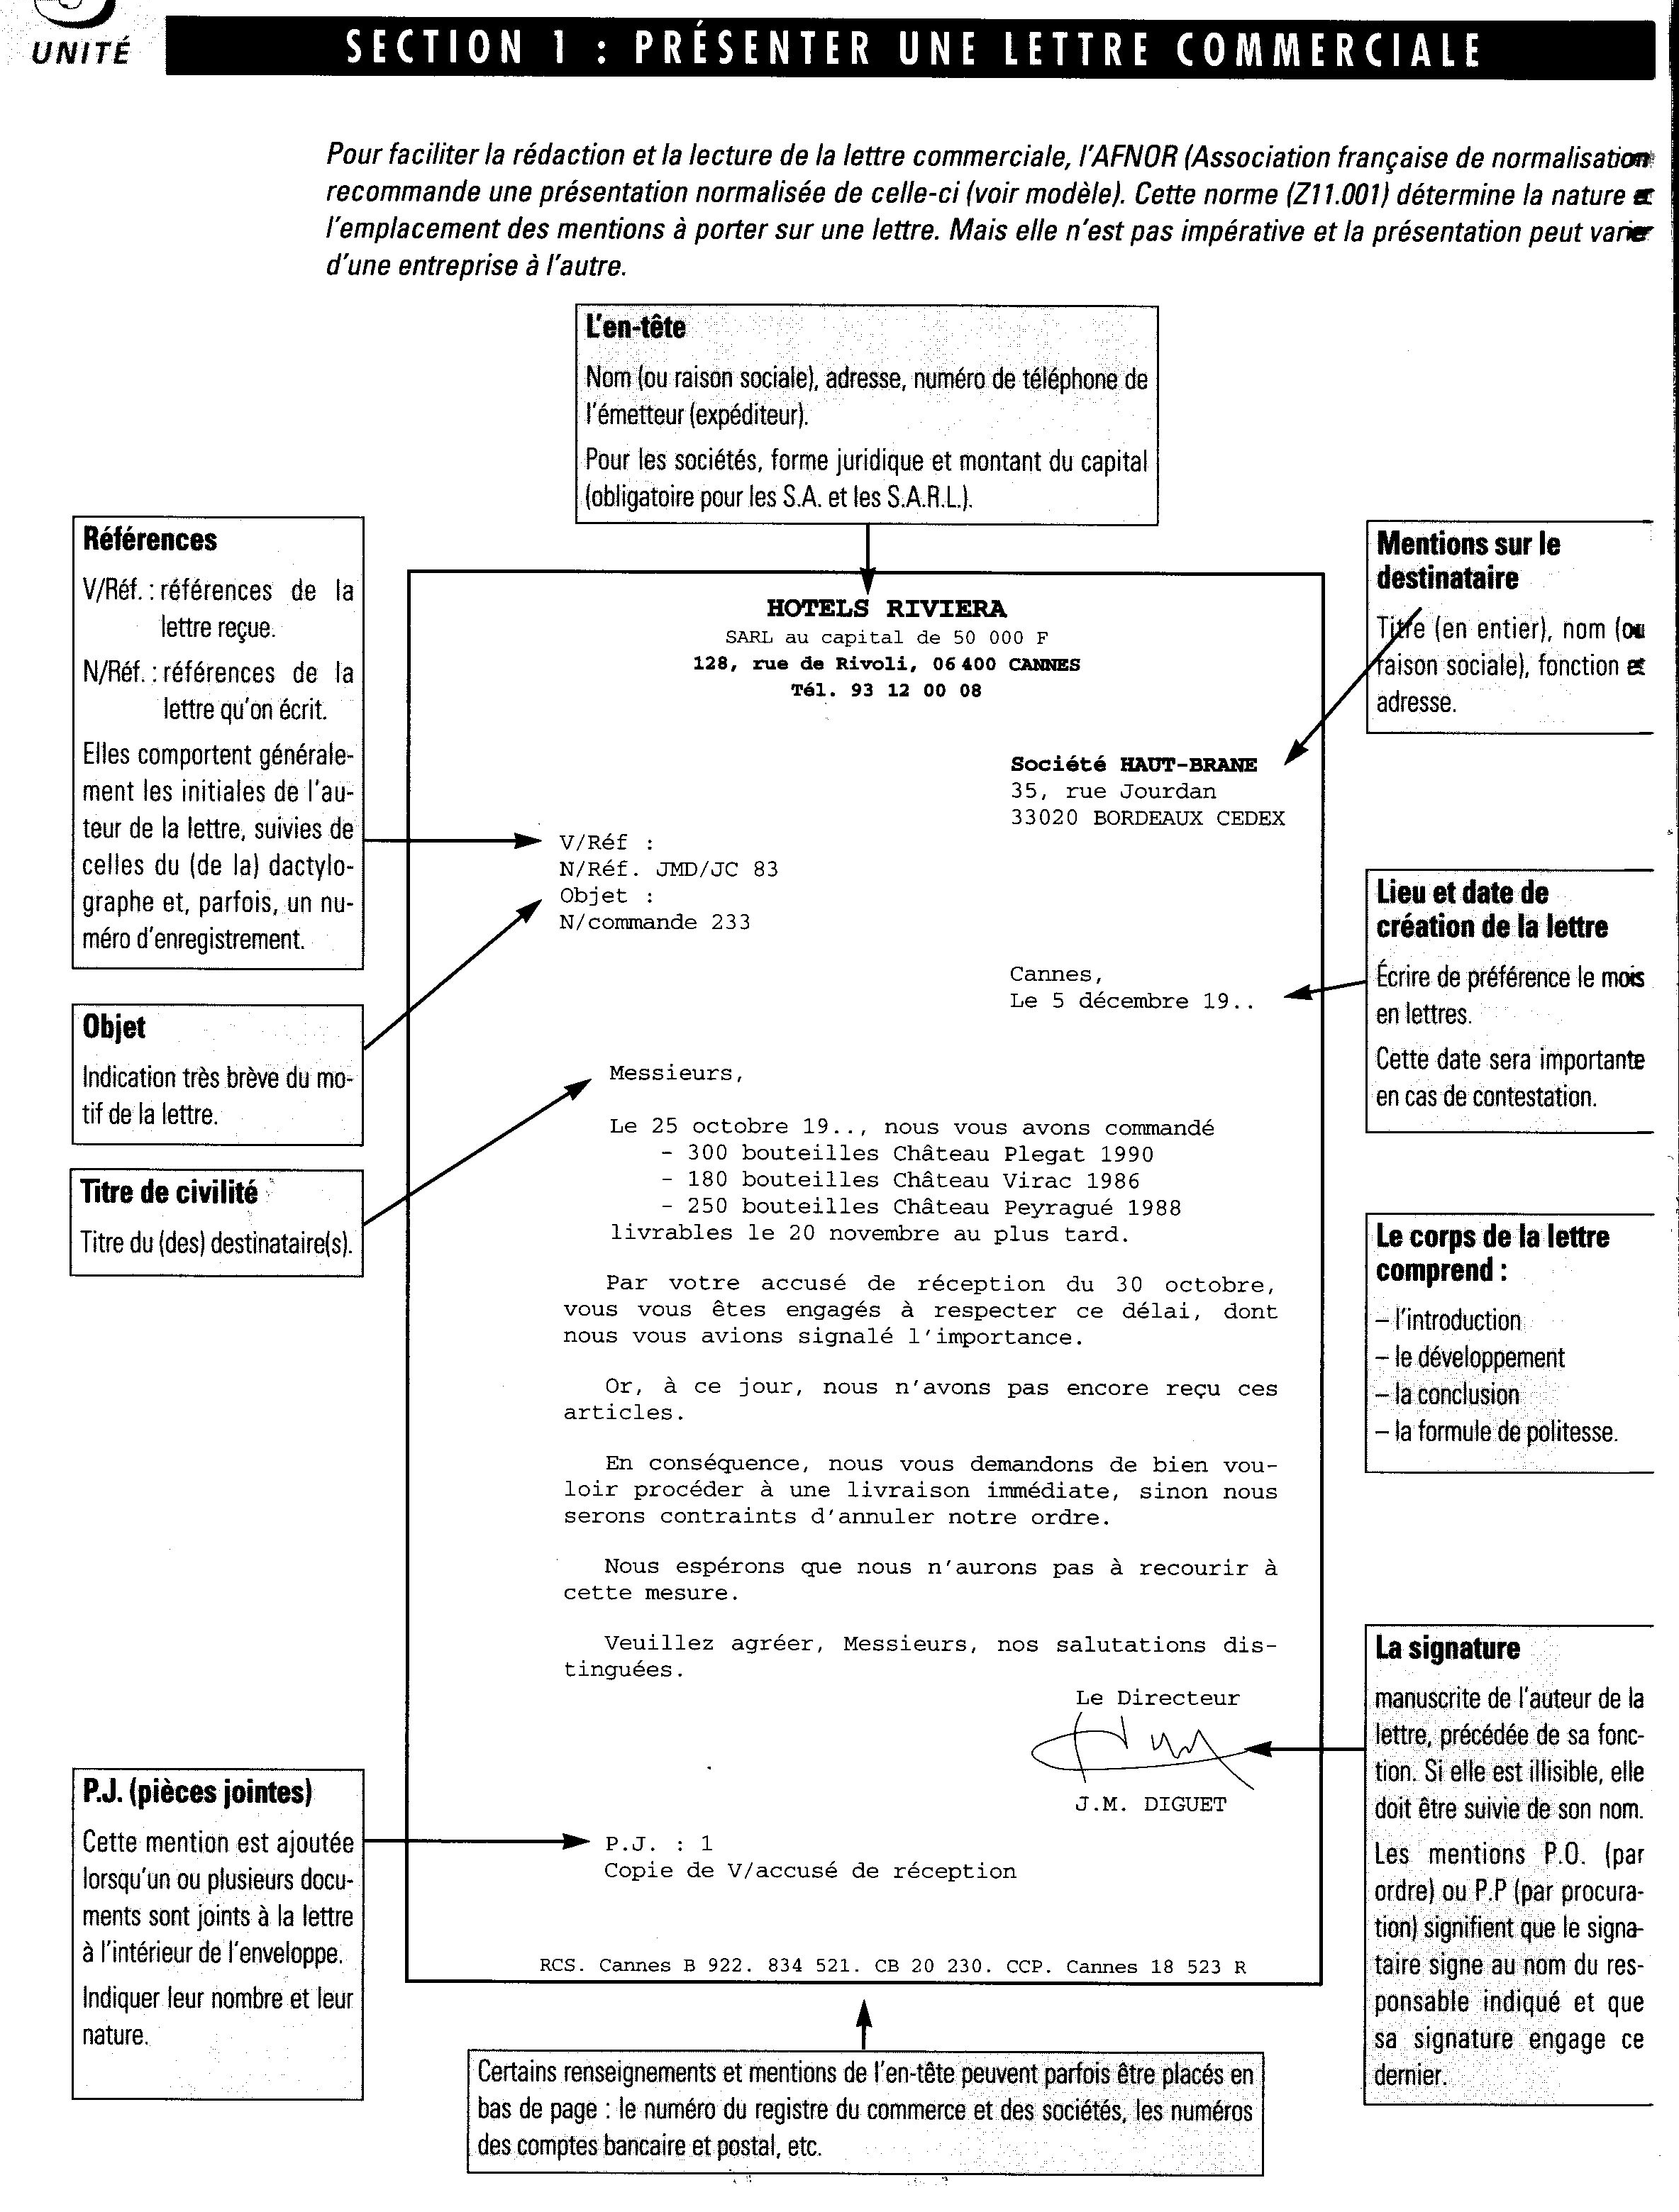 UNITÉ
SECTION 1 : PRÉSENTER UNE LETTRE COMMERCIALE
Pour faciliter la rédaction et la lecture de la lettre commerciale, l'AFNOR (Association française de normalisation
recommande une présentation normalisée de celle-ci (voir modèle). Cette norme (Z11.001) détermine la nature et
l'emplacement des mentions à porter sur une lettre. Mais elle n'est pas impérative et la présentation peut varier
d'une entreprise à l'autre.
L'en-tête
Nom (ou raison sociale), adresse, numéro de téléphone de
l'émetteur (expéditeur).
Pour les sociétés, forme juridique et montant du capital
(obligatoire pour les S.A. et les S.A.R.L.).
Références
V/Réf. : références de la
lettre reçue.
N/Réf. : références de la
lettre qu'on écrit.
Elles comportent générale-
ment les initiales de l'au-
teur de la lettre, suivies de
celles du (de la) dactylo-
graphe et, parfois, un nu-
méro d'enregistrement.
Objet
Indication très brève du mo-
tif de la lettre.
Titre de civilité
Titre du (des) destinataire(s).
P.J. (pièces jointes)
Cette mention est ajoutée
lorsqu'un ou plusieurs docu-
ments sont joints à la lettre
à l'intérieur de l'enveloppe.
Indiquer leur nombre et leur
nature.
HOTELS RIVIERA
SARL au capital de 50 000 F
128, rue de Rivoli, 06 400 CANNES
Tél. 93 12 00 08
Société HAUT-BRANE
35, rue Jourdan
33020 BORDEAUX CEDEX
V/Réf :
N/Réf. JMD/JC 83
Objet :
N/commande 233
Cannes,
Le 5 décembre 19..
Messieurs,
Le 25 octobre 19.., nous vous avons commandé
- 300 bouteilles Château Plegat 1990
- 180 bouteilles Château Virac 1986
- 250 bouteilles Château Peyragué 1988
livrables le 20 novembre au plus tard.
Par votre accusé de réception du 30 octobre,
vous vous êtes engagés à respecter ce délai, dont
nous vous avions signalé l'importance.
Or, à ce jour, nous n'avons pas encore reçu ces
articles.
En conséquence, nous vous demandons de bien vou-
loir procéder à une livraison immédiate, sinon nous
serons contraints d'annuler notre ordre.
Nous espérons que nous n'aurons pas à recourir à
cette mesure.
Veuillez agréer, Messieurs, nos salutations dis-
tinguées.
Le Directeur
J.M. DIGUET
P.J. : 1
Copie de V/accusé de réception
RCS. Cannes B 922. 834 521. CB 20 230. CCP. Cannes 18 523 R
Mentions sur le
destinataire
Titre (en entier), nom (ou
raison sociale), fonction et
adresse.
Lieu et date de
création de la lettre
Écrire de préférence le mois
en lettres.
Cette date sera importante
en cas de contestation.
Le corps de la lettre
comprend :
– l'introduction
– le développement
– la conclusion
– la formule de politesse.
La signature
manuscrite de l'auteur de la
lettre, précédée de sa fonc-
tion. Si elle est illisible, elle
doit être suivie de son nom.
Les mentions P.O. (par
ordre) ou P.P (par procura-
tion) signifient que le signa-
taire signe au nom du res-
ponsable indiqué et que
sa signature engage ce
dernier.
Certains renseignements et mentions de l'en-tête peuvent parfois être placés en
bas de page : le numéro du registre du commerce et des sociétés, les numéros
des comptes bancaire et postal, etc.